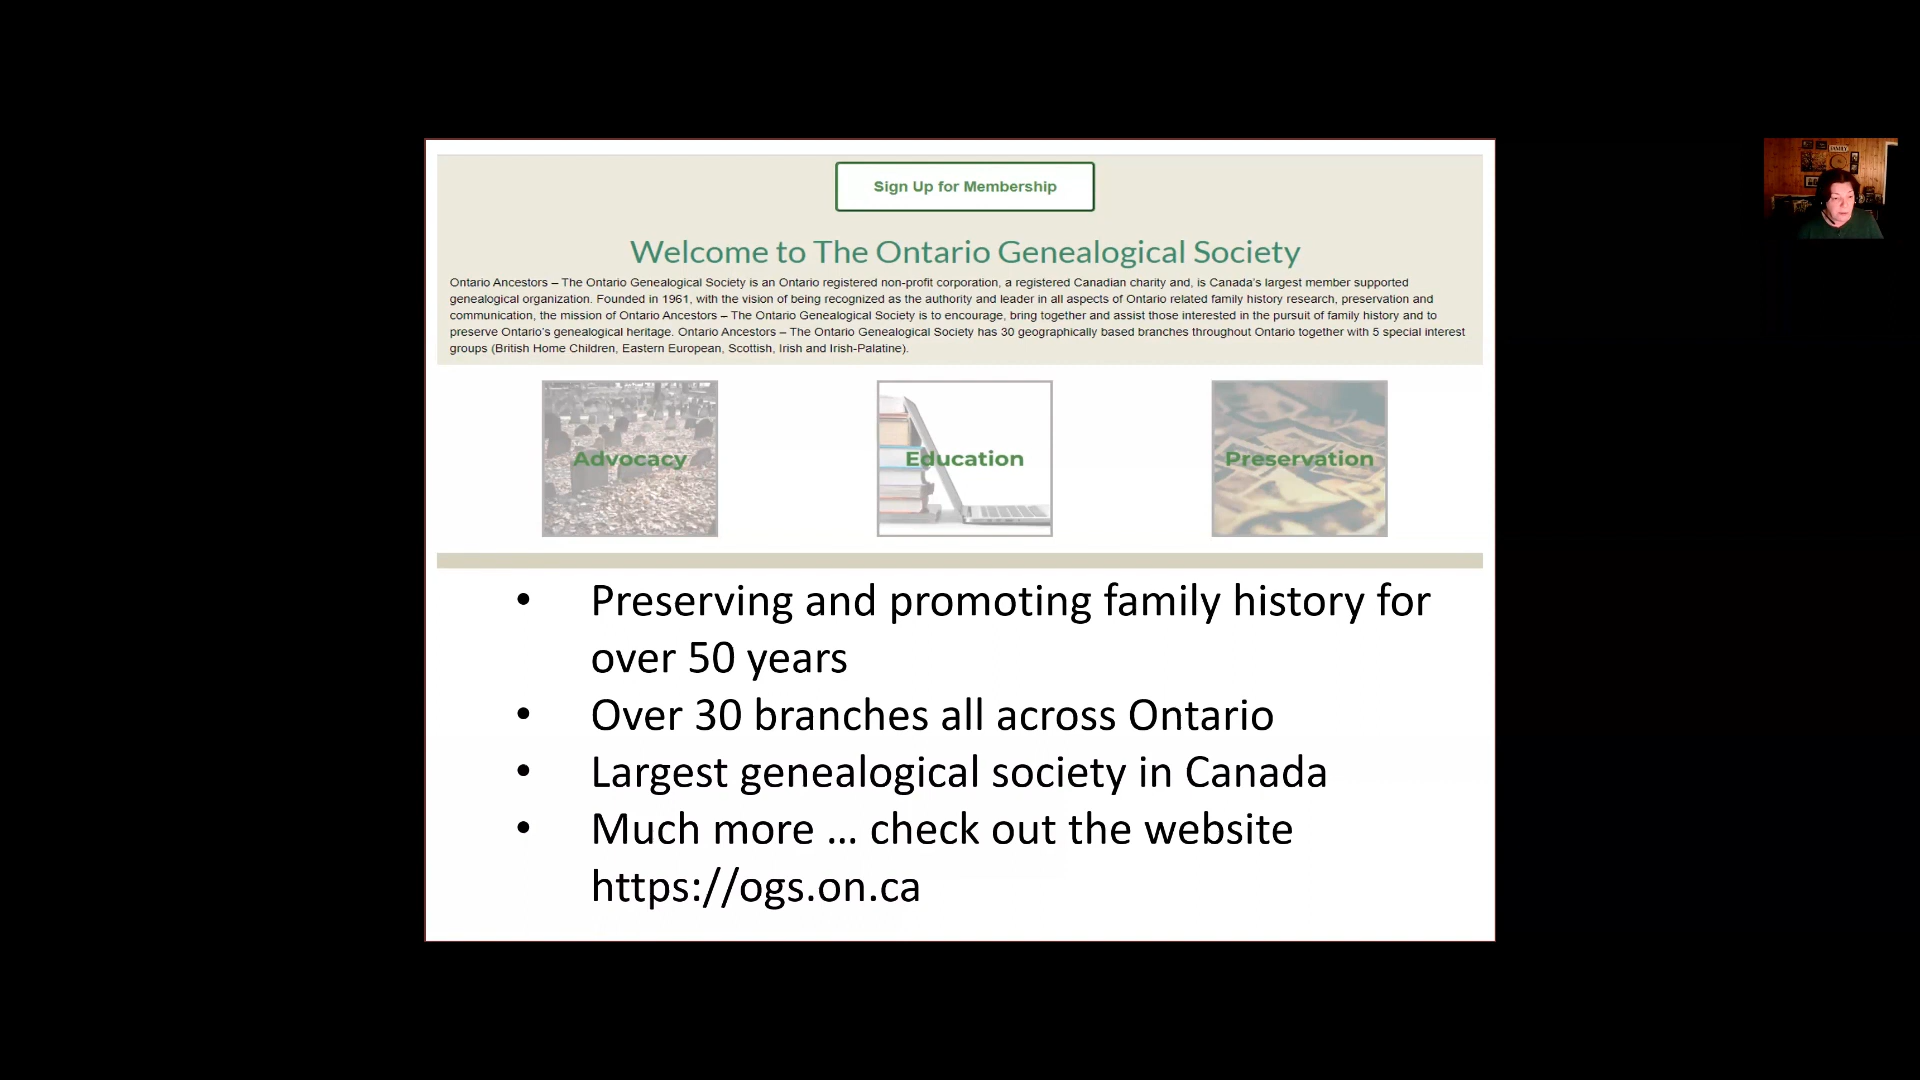 Sign Up for Membership
Welcome to The Ontario Genealogical Society
Ontario Ancestors – The Ontario Genealogical Society is an Ontario registered non-profit corporation, a registered Canadian charity and, is Canada's largest member supported
genealogical organization. Founded in 1961, with the vision of being recognized as the authority and leader in all aspects of Ontario related family history research, preservation and
communication, the mission of Ontario Ancestors – The Ontario Genealogical Society is to encourage, bring together and assist those interested in the pursuit of family history and to
preserve Ontario's genealogical heritage. Ontario Ancestors – The Ontario Genealogical Society has 30 geographically based branches throughout Ontario together with 5 special interest
groups (British Home Children, Eastern European, Scottish, Irish and Irish-Palatine).
Advocacy
Education
Preservation
• Preserving and promoting family history for
over 50 years
• Over 30 branches all across Ontario
• Largest genealogical society in Canada
• Much more … check out the website
https://ogs.on.ca
FAMILY